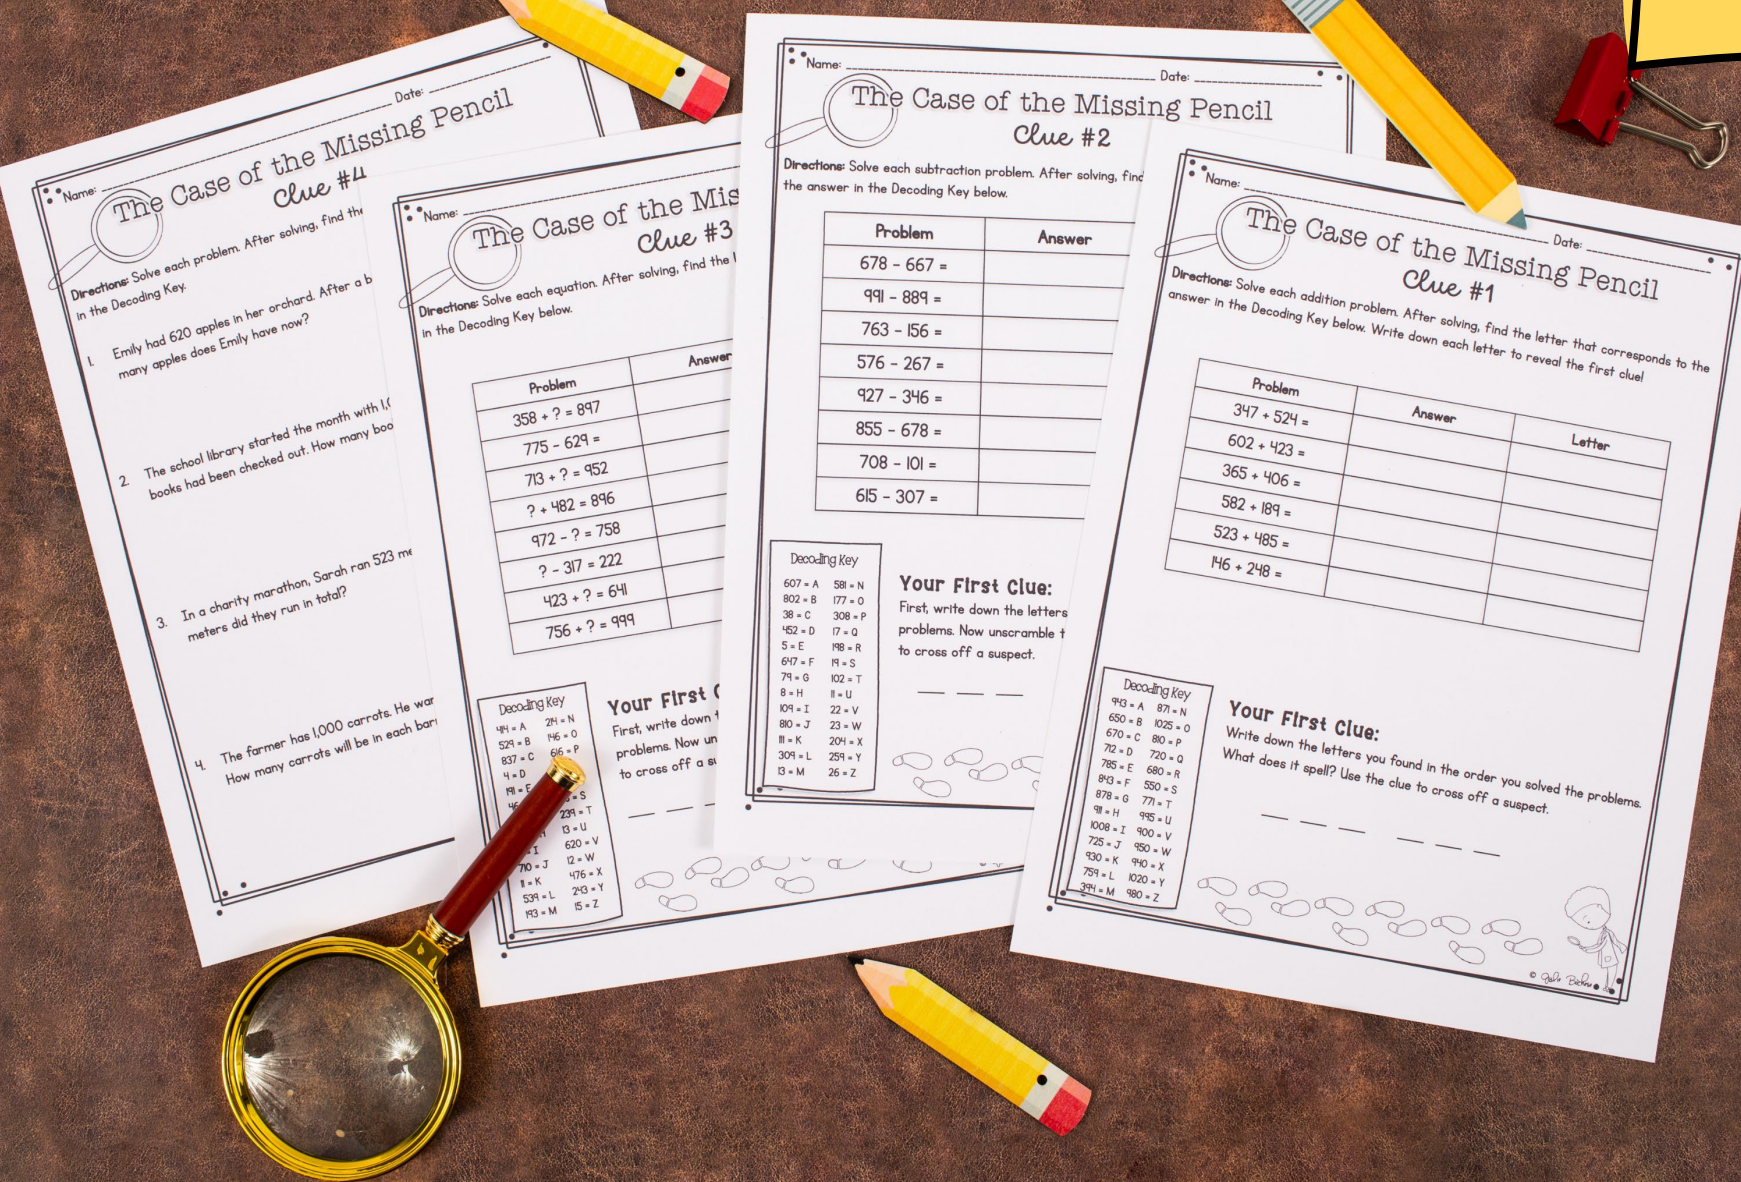 Name: Date:
The Case of the Missing Pencil
Clue #4
Directions: Solve each problem. After solving, find the
in the Decoding Key.
1. Emily had 620 apples in her orchard. After a b
many apples does Emily have now?
2. The school library started the month with 1,0
books had been checked out. How many boo
3. In a charity marathon, Sarah ran 523 me
meters did they run in total?
4. The farmer has 1,000 carrots. He war
How many carrots will be in each barr
Name:
The Case of the Mis
Clue #3
Directions: Solve each equation. After solving, find the l
in the Decoding Key below.
Problem Answer
358 + ? = 897
775 - 629 =
713 + ? = 952
? + 482 = 896
972 - ? = 758
? - 317 = 222
423 + ? = 641
756 + ? = 999
Decoding Key
414 = A 214 = N
529 = B 146 = O
837 = C 616 = P
4 = D
191 = E
= S
239 = T
13 = U
= I 620 = V
710 = J 12 = W
11 = K 476 = X
539 = L 243 = Y
193 = M 15 = Z
Your First C
First, write down t
problems. Now un
to cross off a su
Name: Date:
The Case of the Missing Pencil
Clue #2
Directions: Solve each subtraction problem. After solving, find
the answer in the Decoding Key below.
Problem Answer
678 - 667 =
991 - 889 =
763 - 156 =
576 - 267 =
927 - 346 =
855 - 678 =
708 - 101 =
615 - 307 =
Decoding Key
607 = A 581 = N
802 = B 177 = O
38 = C 308 = P
452 = D 17 = Q
5 = E 198 = R
647 = F 19 = S
79 = G 102 = T
8 = H 11 = U
109 = I 22 = V
810 = J 23 = W
111 = K 204 = X
309 = L 259 = Y
13 = M 26 = Z
Your First Clue:
First, write down the letters
problems. Now unscramble t
to cross off a suspect.
Name: Date:
The Case of the Missing Pencil
Clue #1
Directions: Solve each addition problem. After solving, find the letter that corresponds to the
answer in the Decoding Key below. Write down each letter to reveal the first clue!
Problem Answer Letter
347 + 524 =
602 + 423 =
365 + 406 =
582 + 189 =
523 + 485 =
146 + 248 =
Decoding Key
943 = A 871 = N
650 = B 1025 = O
670 = C 810 = P
712 = D 720 = Q
785 = E 680 = R
843 = F 550 = S
878 = G 771 = T
911 = H 995 = U
1008 = I 900 = V
725 = J 950 = W
930 = K 940 = X
759 = L 1020 = Y
394 = M 980 = Z
Your First Clue:
Write down the letters you found in the order you solved the problems.
What does it spell? Use the clue to cross off a suspect.